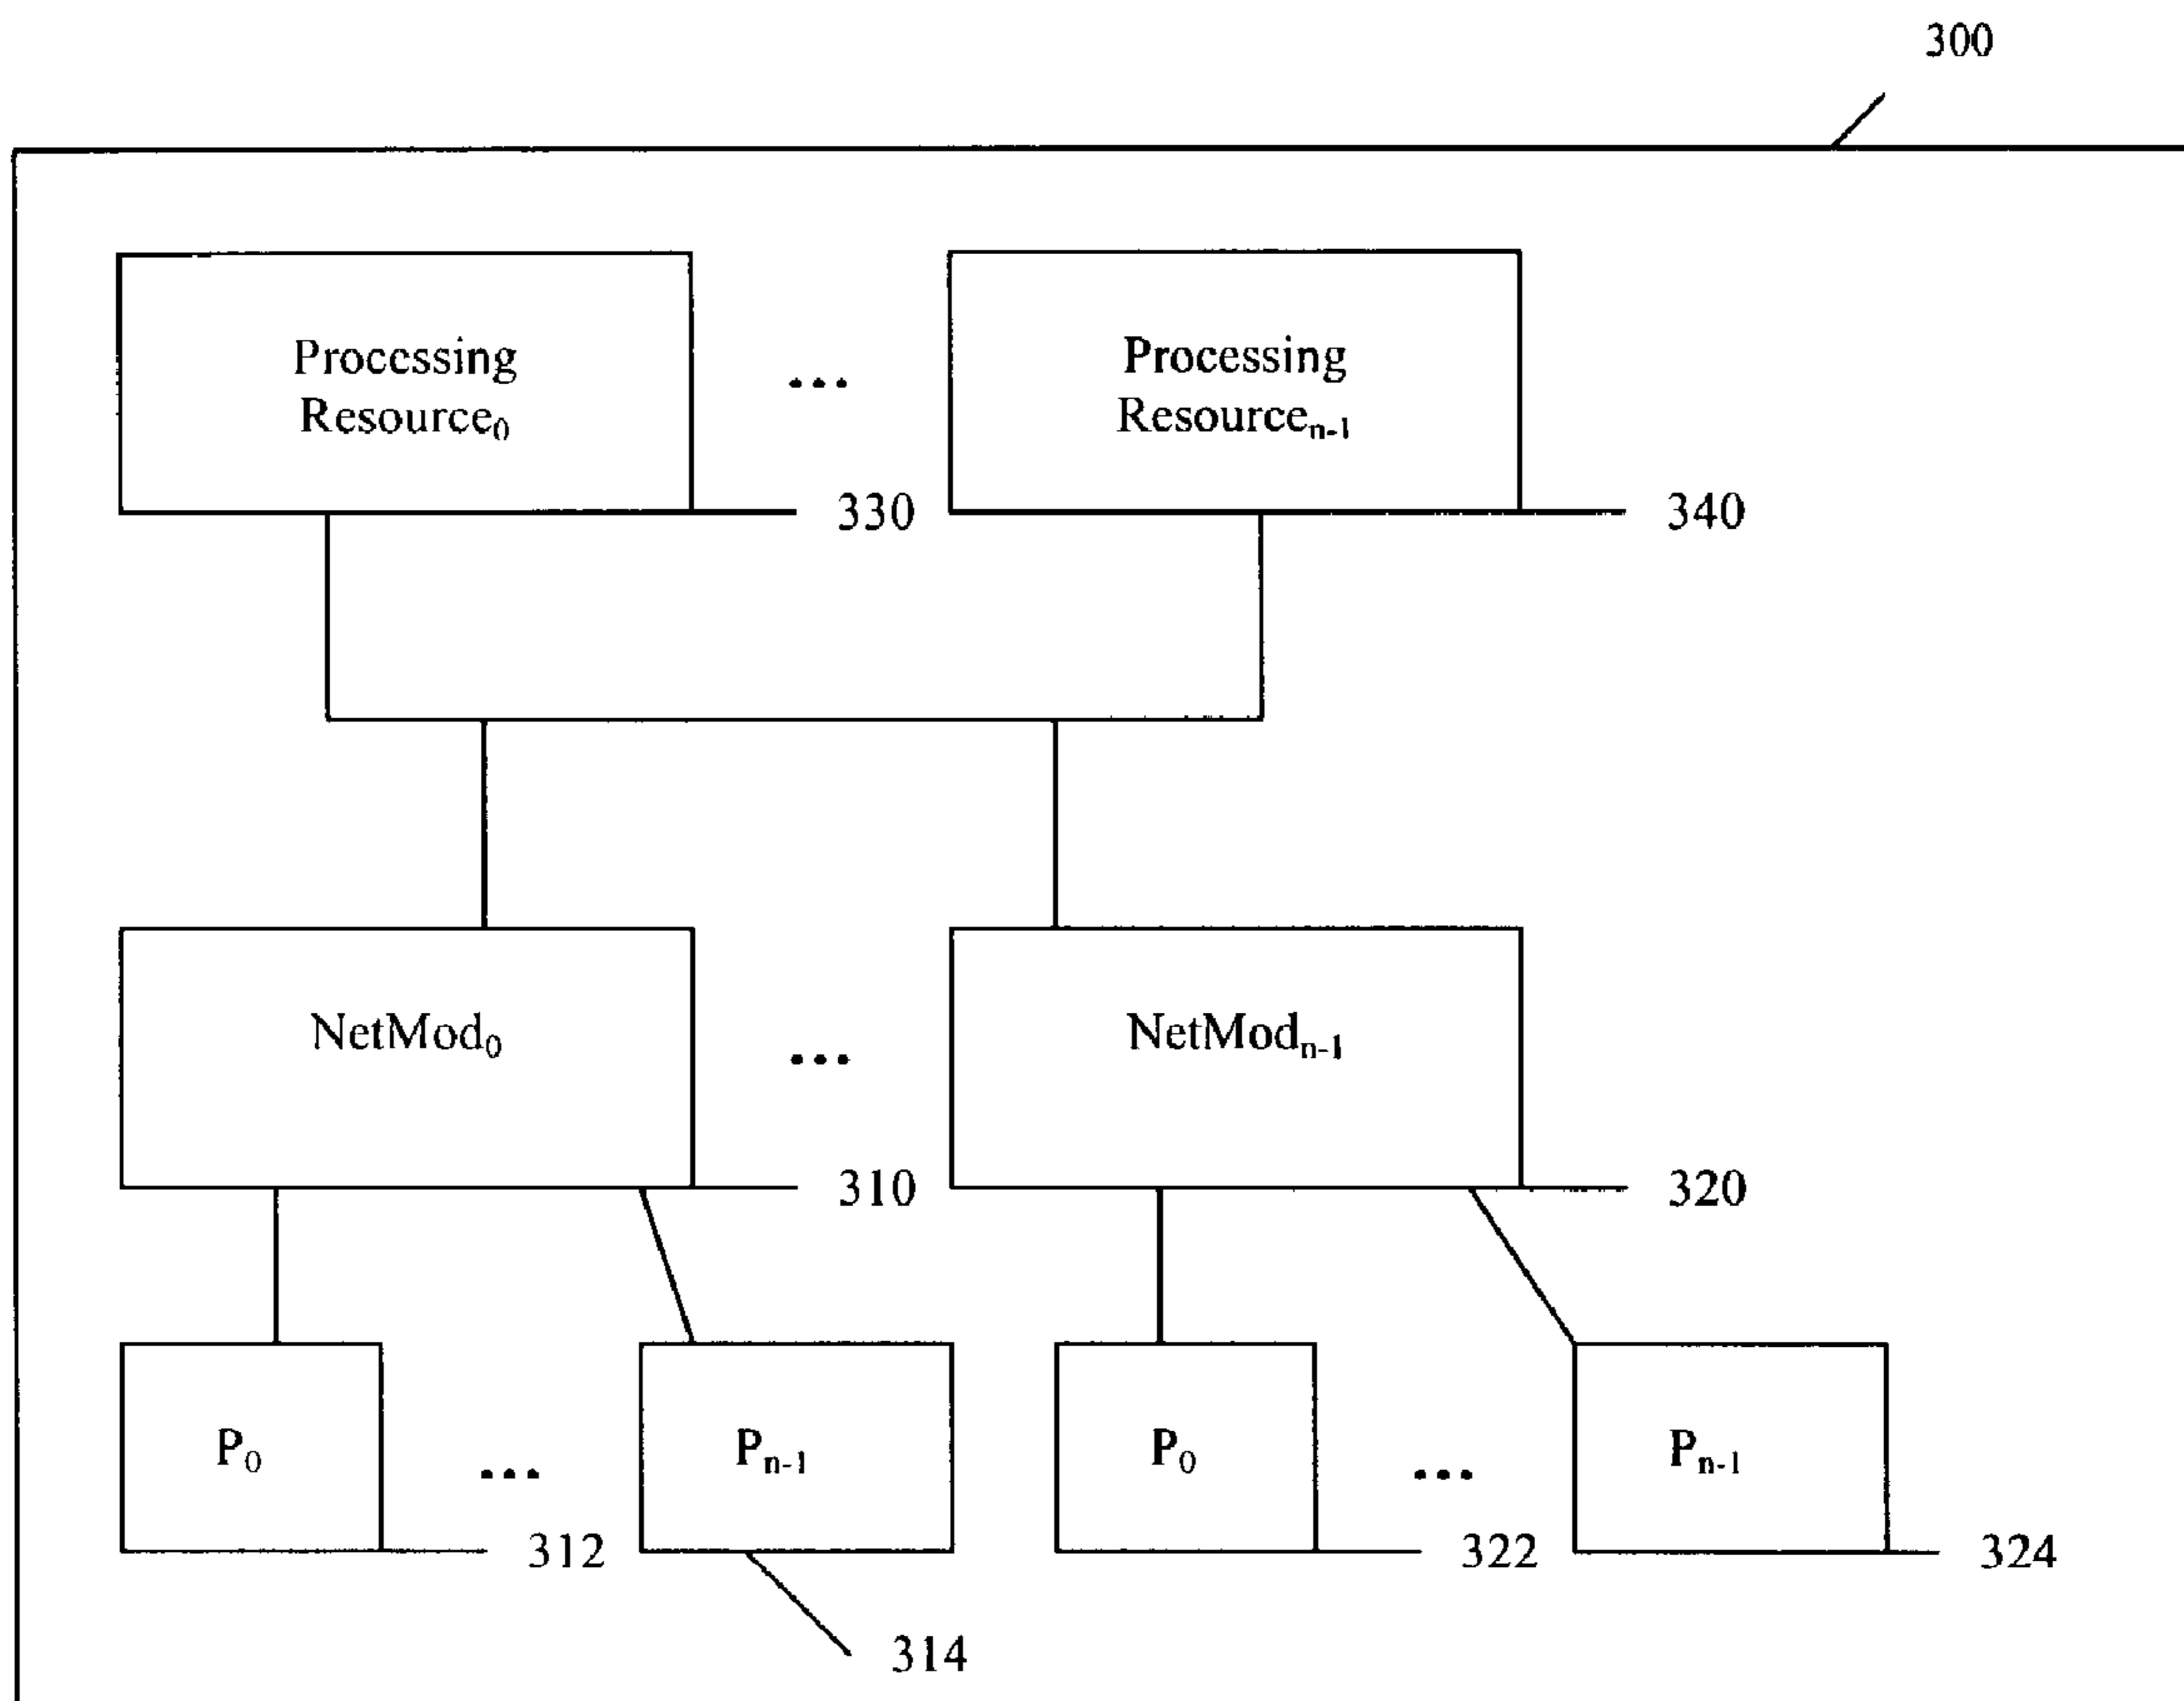 300
Processing
Resource0
...
Processing
Resourcen-1
330
340
NetMod0
...
NetModn-1
310
320
P0
...
Pn-1
P0
...
Pn-1
312
322
324
314